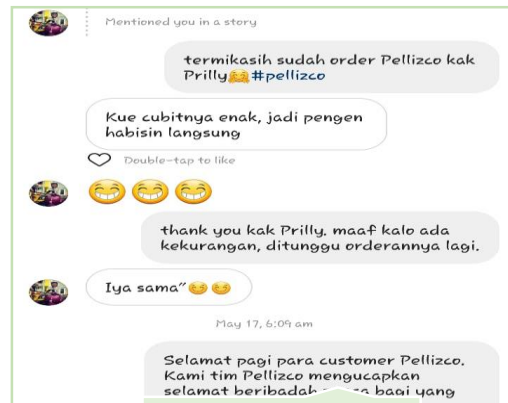 Mentioned you in a story
termikasih sudah order Pellizco kak
Prilly🤗#pellizco
Kue cubitnya enak, jadi pengen
habisin langsung
Double-tap to like
😁😁😁
thank you kak Prilly. maaf kalo ada
kekurangan, ditunggu orderannya lagi.
Iya sama”😊😊
May 17, 6:09 am
Selamat pagi para customer Pellizco.
Kami tim Pellizco mengucapkan
selamat beribadah bagi yang